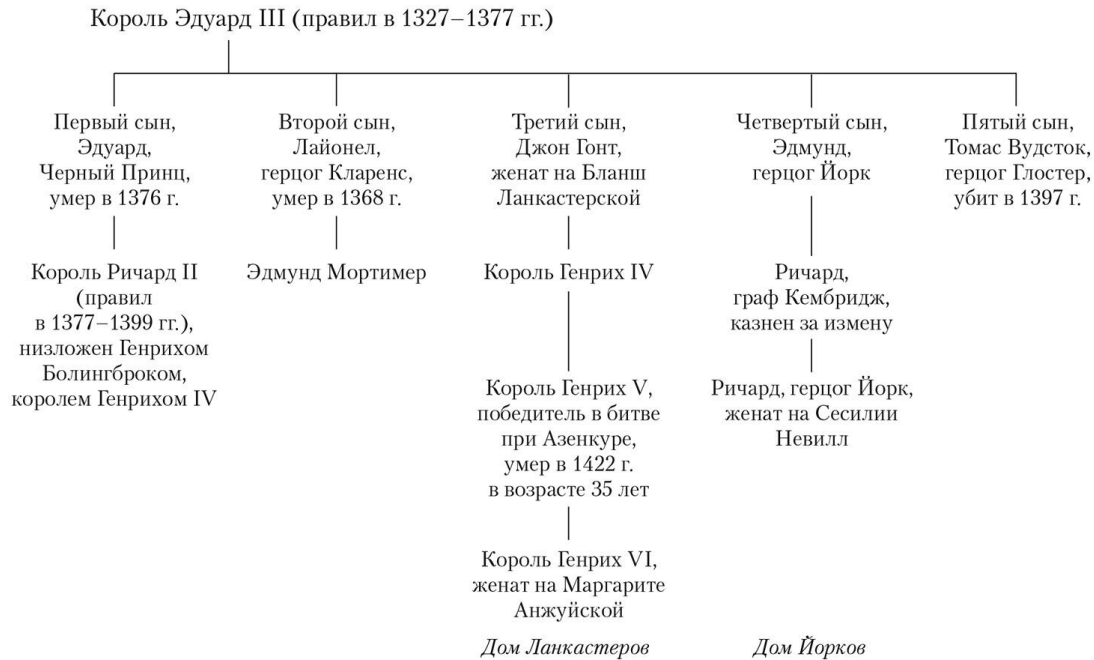 Король Эдуард III (правил в 1327–1377 гг.)
Первый сын,
Эдуард,
Черный Принц,
умер в 1376 г.
Второй сын,
Лайонел,
герцог Кларенс,
умер в 1368 г.
Третий сын,
Джон Гонт,
женат на Бланш
Ланкастерской
Четвертый сын,
Эдмунд,
герцог Йорк
Пятый сын,
Томас Вудсток,
герцог Глостер,
убит в 1397 г.
Король Ричард II
(правил
в 1377–1399 гг.),
низложен Генрихом
Болингброком,
королем Генрихом IV
Эдмунд Мортимер
Король Генрих IV
Ричард,
граф Кембридж,
казнен за измену
Король Генрих V,
победитель в битве
при Азенкуре,
умер в 1422 г.
в возрасте 35 лет
Ричард, герцог Йорк,
женат на Сесилии
Невилл
Король Генрих VI,
женат на Маргарите
Анжуйской
Дом Ланкастеров
Дом Йорков